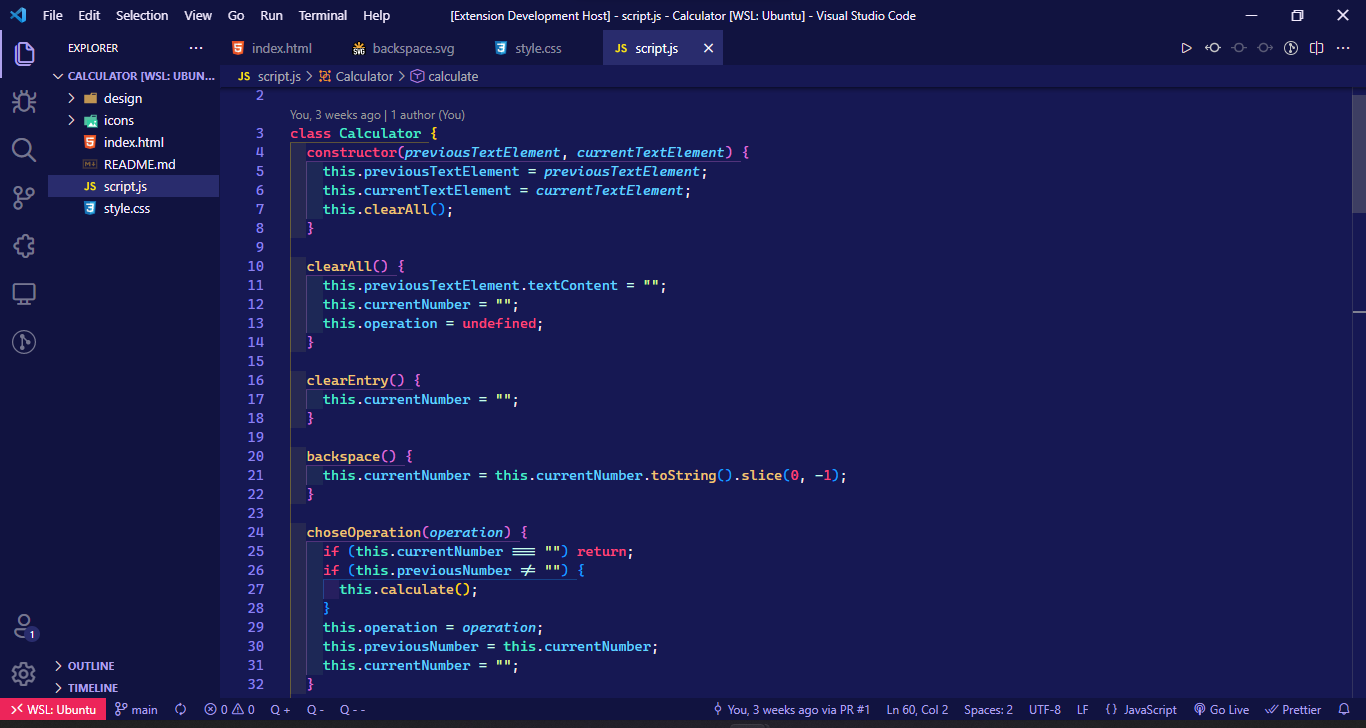 File Edit Selection View Go Run Terminal Help [Extension Development Host] - script.js - Calculator [WSL: Ubuntu] - Visual Studio Code
EXPLORER ··· index.html backspace.svg style.css JS script.js
CALCULATOR [WSL: UBUN...
design
icons
index.html
README.md
JS script.js
style.css
JS script.js > Calculator > calculate
2
You, 3 weeks ago | 1 author (You)
3 class Calculator {
4 constructor(previousTextElement, currentTextElement) {
5 this.previousTextElement = previousTextElement;
6 this.currentTextElement = currentTextElement;
7 this.clearAll();
8 }
9
10 clearAll() {
11 this.previousTextElement.textContent = "";
12 this.currentNumber = "";
13 this.operation = undefined;
14 }
15
16 clearEntry() {
17 this.currentNumber = "";
18 }
19
20 backspace() {
21 this.currentNumber = this.currentNumber.toString().slice(0, -1);
22 }
23
24 choseOperation(operation) {
25 if (this.currentNumber === "") return;
26 if (this.previousNumber != "") {
27 this.calculate();
28 }
29 this.operation = operation;
30 this.previousNumber = this.currentNumber;
31 this.currentNumber = "";
32 }
1
OUTLINE
TIMELINE
WSL: Ubuntu main 0 0 Q + Q - Q - - You, 3 weeks ago via PR #1 Ln 60, Col 2 Spaces: 2 UTF-8 LF {} JavaScript Go Live Prettier